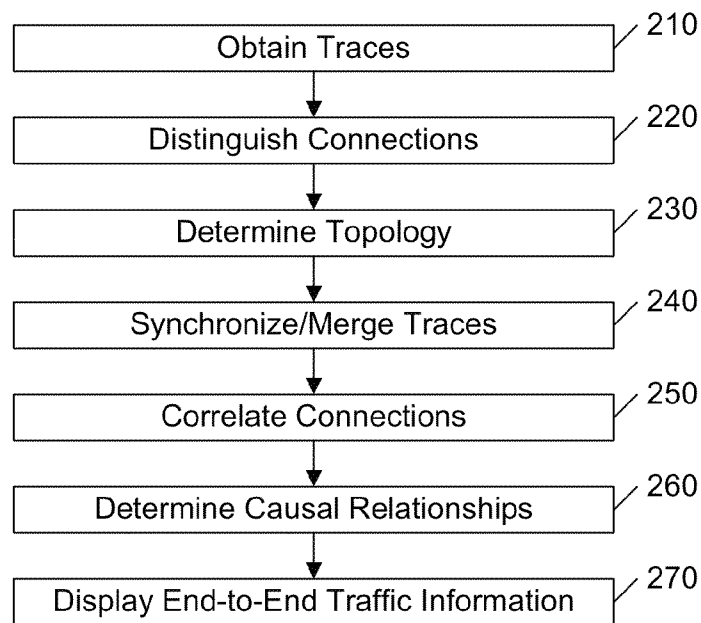 Obtain Traces 210
Distinguish Connections 220
Determine Topology 230
Synchronize/Merge Traces 240
Correlate Connections 250
Determine Causal Relationships 260
Display End-to-End Traffic Information 270